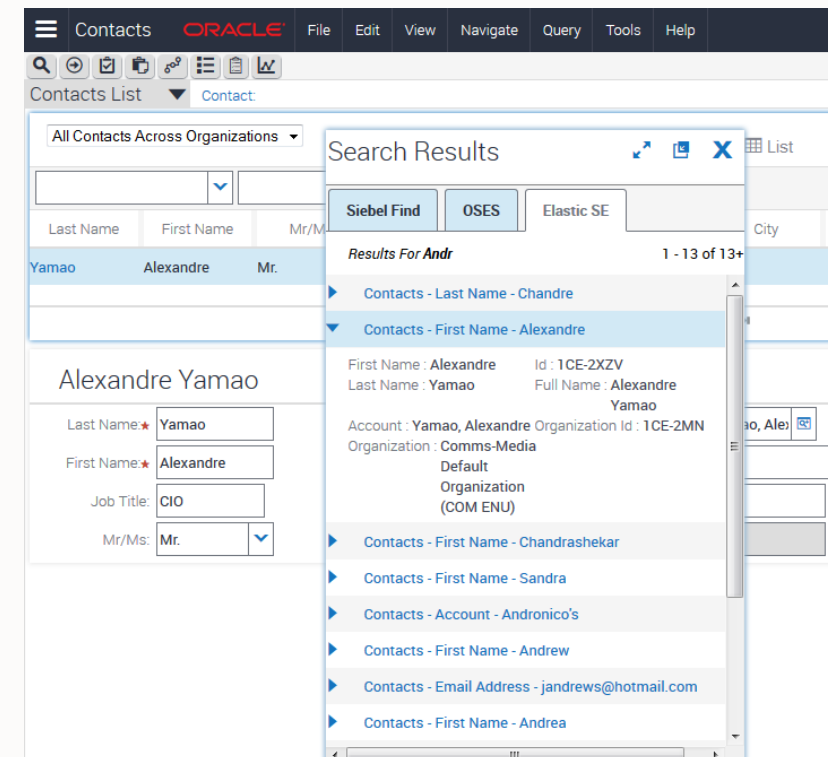 Contacts ORACLE File Edit View Navigate Query Tools Help
Contacts List Contact:
All Contacts Across Organizations
List
Last Name First Name City
Yamao Alexandre Mr.
Alexandre Yamao
Last Name:★ Yamao
First Name:★ Alexandre
Job Title: CIO
Mr/Ms: Mr.
Search Results
Siebel Find OSES Elastic SE
Results For Andr 1 - 13 of 13+
Contacts - Last Name - Chandre
Contacts - First Name - Alexandre
First Name : Alexandre Id : 1CE-2XZV
Last Name : Yamao Full Name : Alexandre
Yamao
Account : Yamao, Alexandre Organization Id : 1CE-2MN
Organization : Comms-Media
Default
Organization
(COM ENU)
Contacts - First Name - Chandrashekar
Contacts - First Name - Sandra
Contacts - Account - Andronico's
Contacts - First Name - Andrew
Contacts - Email Address - jandrews@hotmail.com
Contacts - First Name - Andrea